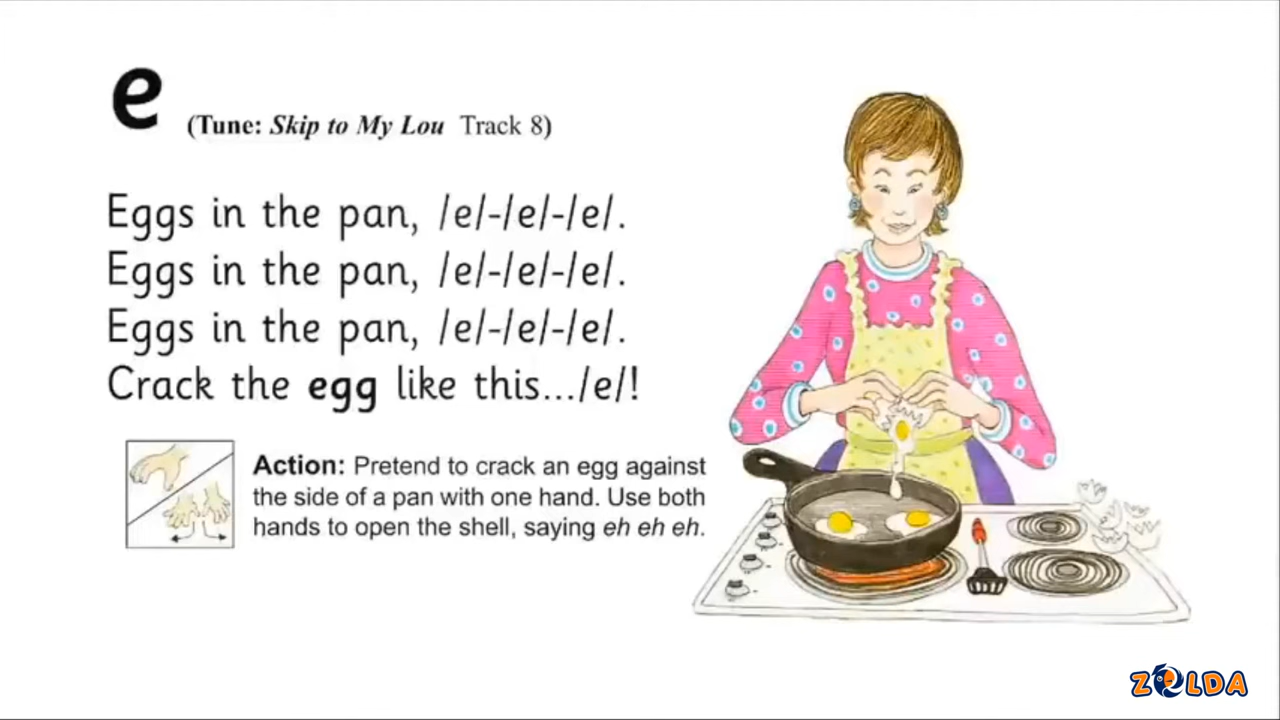 e
(Tune: Skip to My Lou Track 8)
Eggs in the pan, /e/-/e/-/e/.
Eggs in the pan, /e/-/e/-/e/.
Eggs in the pan, /e/-/e/-/e/.
Crack the egg like this.../e/!
Action: Pretend to crack an egg against
the side of a pan with one hand. Use both
hands to open the shell, saying eh eh eh.
ZOLDA